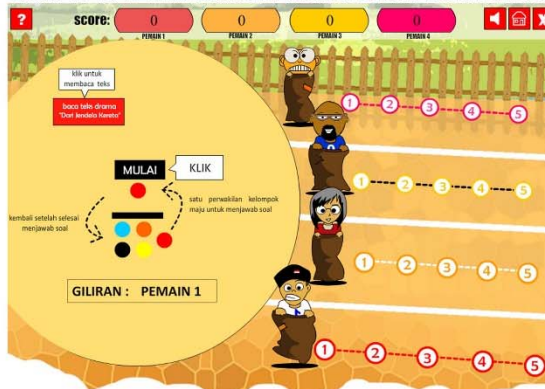 ?
SCORE:
0 0 0 0
PEMAIN 1 PEMAIN 2 PEMAIN 3 PEMAIN 4
X
klik untuk
membaca teks
baca teks drama
"Dari Jendela Kereta"
MULAI
KLIK
kembali setelah selesai
menjawab soal
satu perwakilan kelompok
maju untuk menjawab soal
GILIRAN : PEMAIN 1
1 2 3 4 5
1 2 3 4 5
1 2 3 4 5
1 2 3 4 5